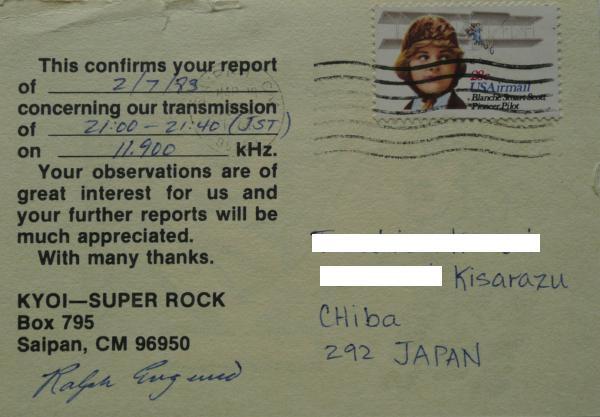 This confirms your report
of 2/7/83
concerning our transmission
of 21:00 - 21:40 (JST)
on 11.900 kHz.
Your observations are of
great interest for us and
your further reports will be
much appreciated.
With many thanks.
KYOI—SUPER ROCK
Box 795
Saipan, CM 96950
Ralph
28c
USAirmail
Blanche Stuart Scott
Pioneer Pilot
Kisarazu
CHiba
292 JAPAN